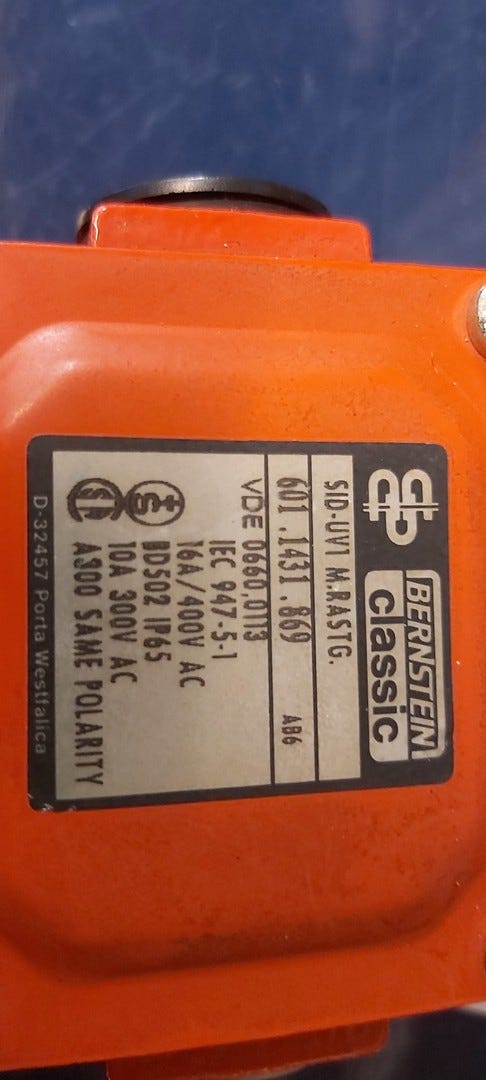 BERNSTEIN
classic
SID-UV1 M.RASTG.
601.1431.869 AB6
VDE 0660,0113
IEC 947-5-1
16A/400V AC
BD502 IP65
10A 300V AC
A300 SAME POLARITY
D-32457 Porta Westfalica